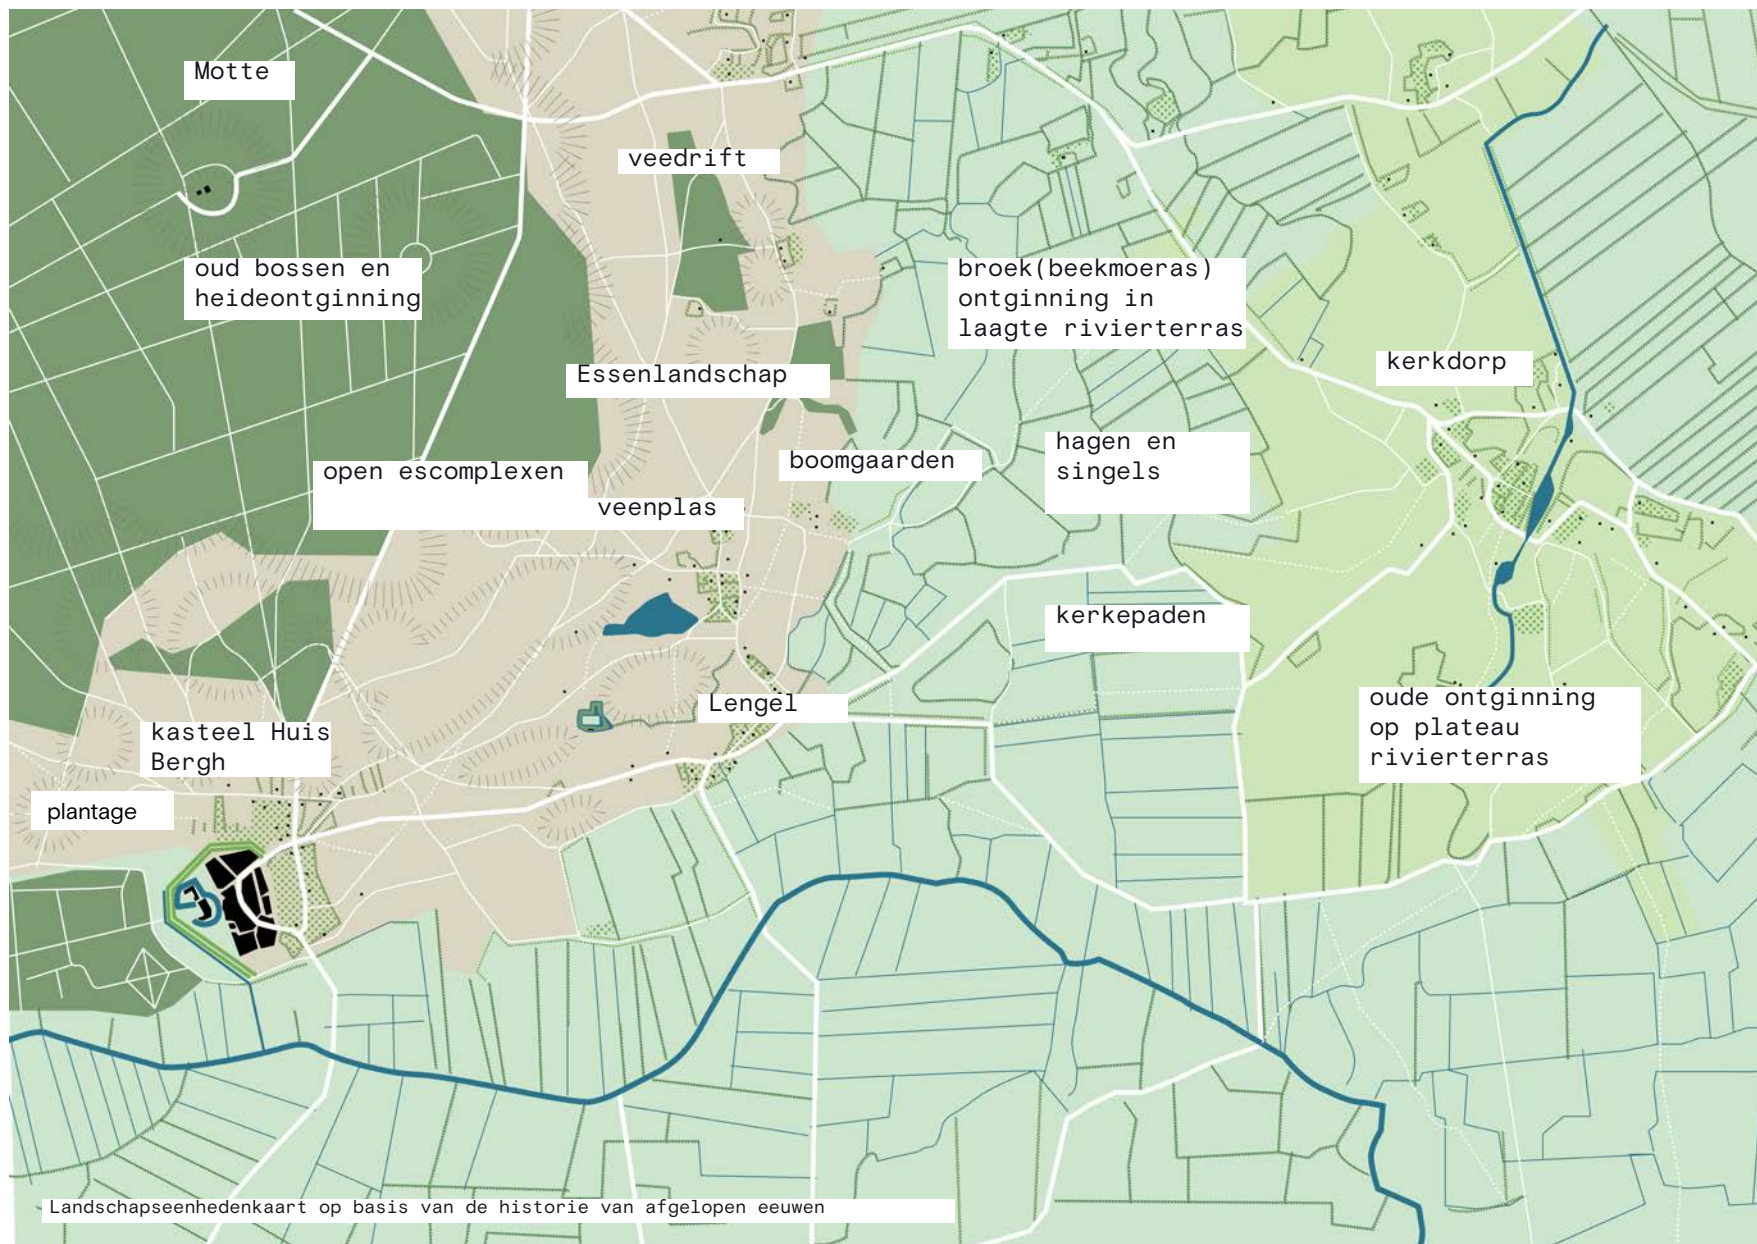 Motte
veedrift
oud bossen en
heideontginning
broek(beekmoeras)
ontginning in
laagte rivierterras
kerkdorp
Essenlandschap
hagen en
singels
boomgaarden
open escomplexen
veenplas
kerkepaden
oude ontginning
op plateau
rivierterras
Lengel
kasteel Huis
Bergh
plantage
Landschapseenhedenkaart op basis van de historie van afgelopen eeuwen